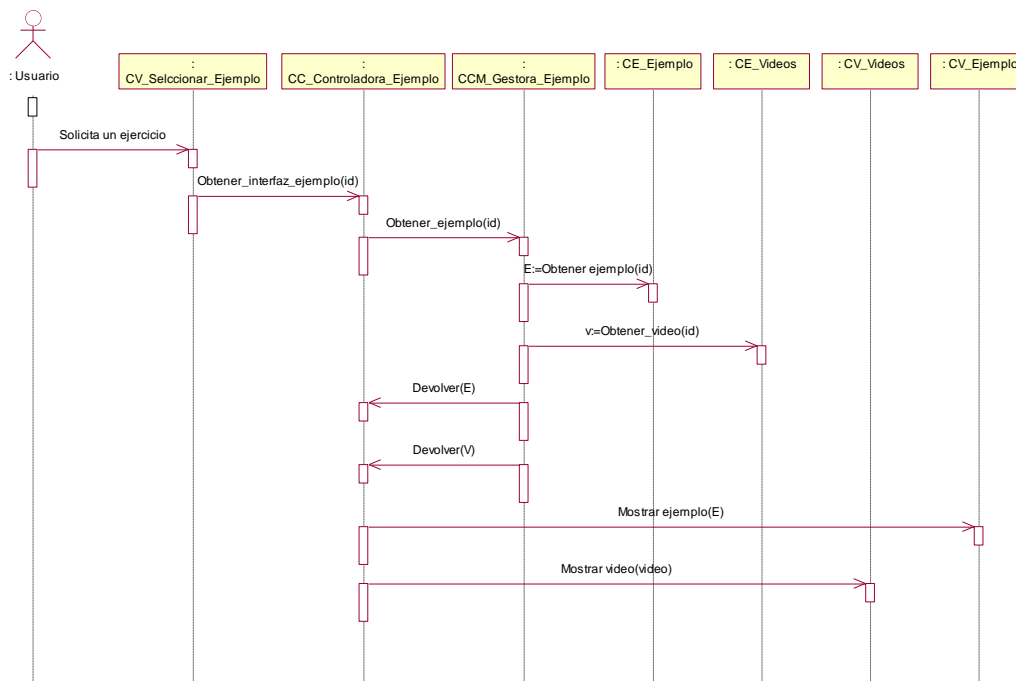 : Usuario
:
CV_Selccionar_Ejemplo
:
CC_Controladora_Ejemplo
:
CCM_Gestora_Ejemplo
: CE_Ejemplo
: CE_Videos
: CV_Videos
: CV_Ejemplo
Solicita un ejercicio
Obtener_interfaz_ejemplo(id)
Obtener_ejemplo(id)
E:=Obtener ejemplo(id)
v:=Obtener_video(id)
Devolver(E)
Devolver(V)
Mostrar ejemplo(E)
Mostrar video(video)